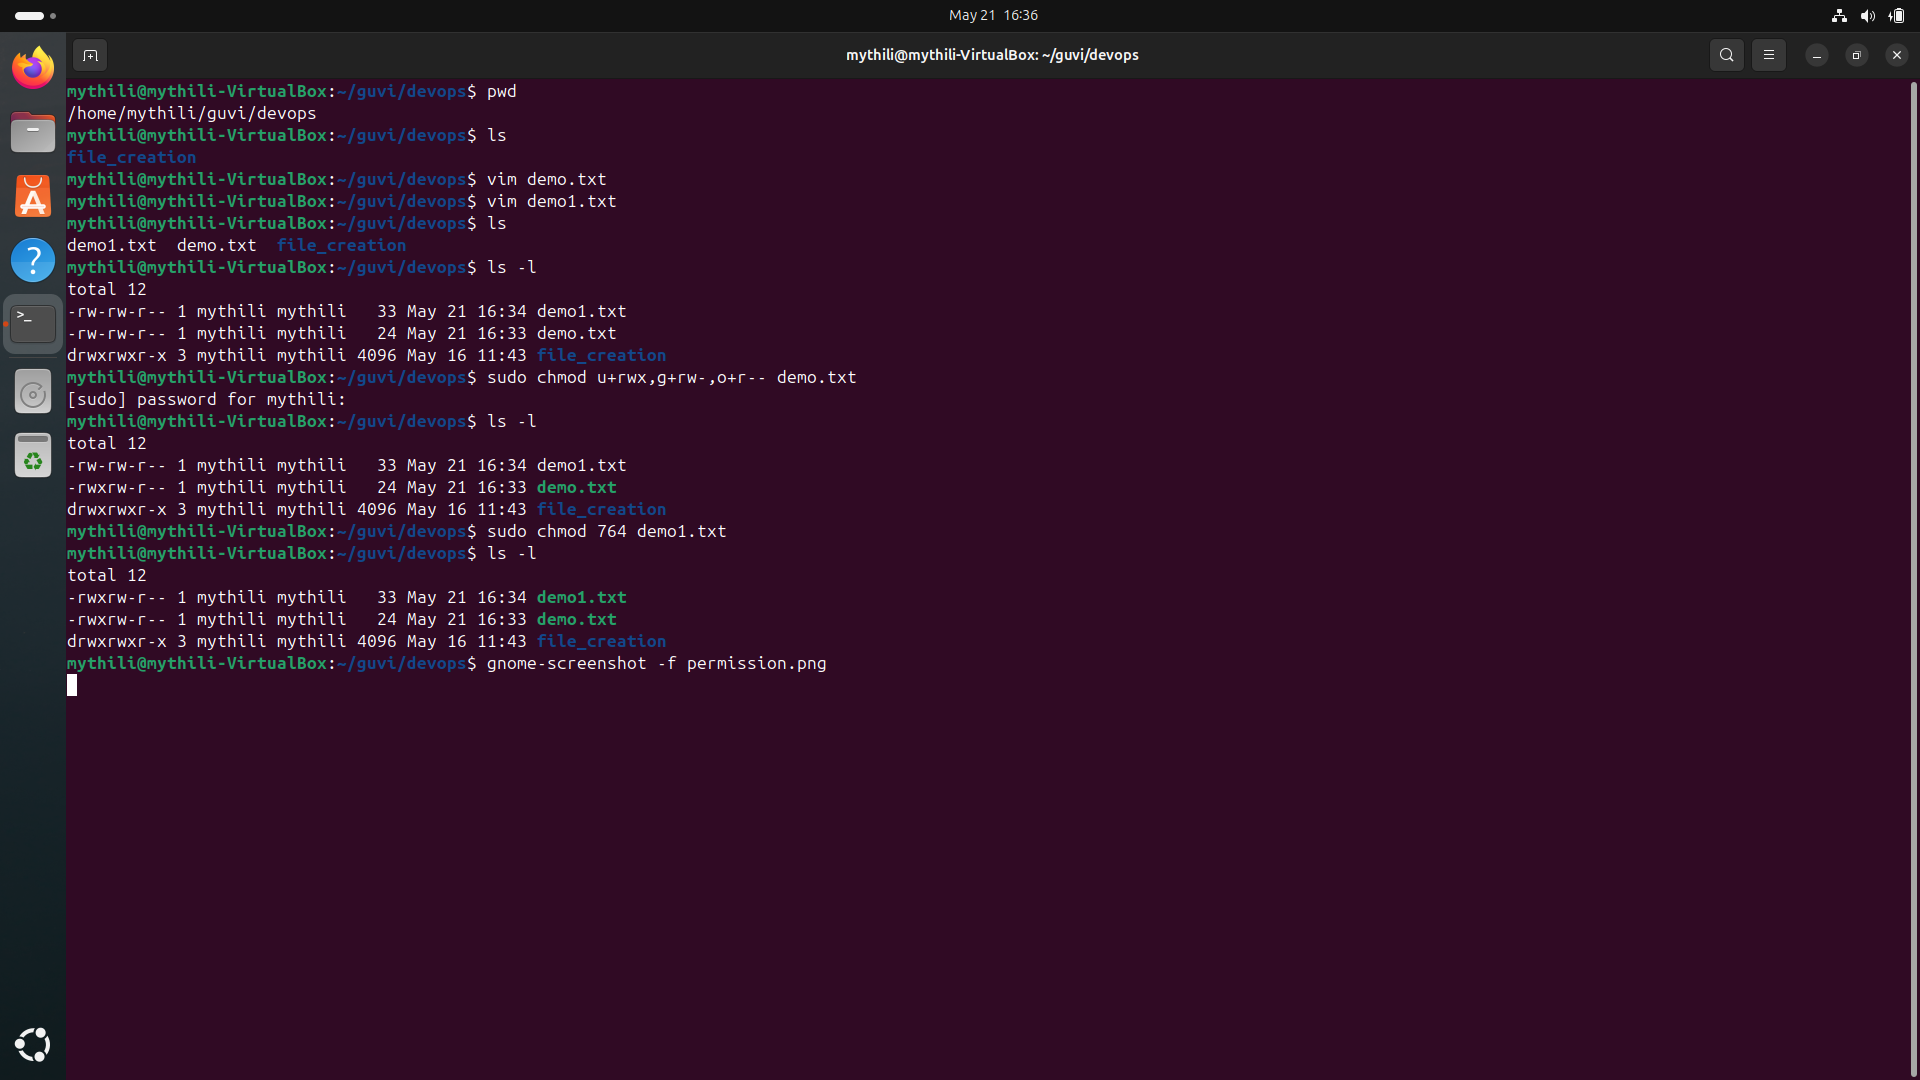 May 21 16:36
mythili@mythili-VirtualBox: ~/guvi/devops
mythili@mythili-VirtualBox:~/guvi/devops$ pwd
/home/mythili/guvi/devops
mythili@mythili-VirtualBox:~/guvi/devops$ ls
file_creation
mythili@mythili-VirtualBox:~/guvi/devops$ vim demo.txt
mythili@mythili-VirtualBox:~/guvi/devops$ vim demo1.txt
mythili@mythili-VirtualBox:~/guvi/devops$ ls
demo1.txt  demo.txt  file_creation
mythili@mythili-VirtualBox:~/guvi/devops$ ls -l
total 12
-rw-rw-r-- 1 mythili mythili   33 May 21 16:34 demo1.txt
-rw-rw-r-- 1 mythili mythili   24 May 21 16:33 demo.txt
drwxrwxr-x 3 mythili mythili 4096 May 16 11:43 file_creation
mythili@mythili-VirtualBox:~/guvi/devops$ sudo chmod u+rwx,g+rw-,o+r-- demo.txt
[sudo] password for mythili:
mythili@mythili-VirtualBox:~/guvi/devops$ ls -l
total 12
-rw-rw-r-- 1 mythili mythili   33 May 21 16:34 demo1.txt
-rwxrw-r-- 1 mythili mythili   24 May 21 16:33 demo.txt
drwxrwxr-x 3 mythili mythili 4096 May 16 11:43 file_creation
mythili@mythili-VirtualBox:~/guvi/devops$ sudo chmod 764 demo1.txt
mythili@mythili-VirtualBox:~/guvi/devops$ ls -l
total 12
-rwxrw-r-- 1 mythili mythili   33 May 21 16:34 demo1.txt
-rwxrw-r-- 1 mythili mythili   24 May 21 16:33 demo.txt
drwxrwxr-x 3 mythili mythili 4096 May 16 11:43 file_creation
mythili@mythili-VirtualBox:~/guvi/devops$ gnome-screenshot -f permission.png